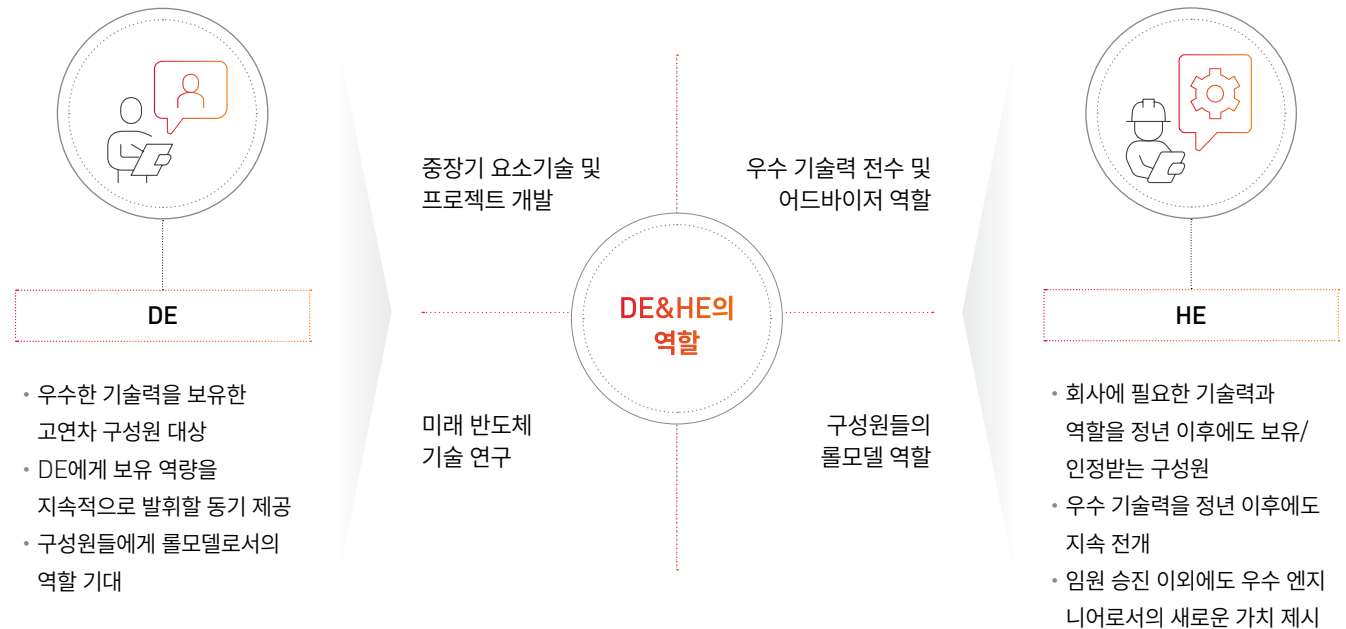 DE
· 우수한 기술력을 보유한
고연차 구성원 대상
· DE에게 보유 역량을
지속적으로 발휘할 동기 제공
· 구성원들에게 롤모델로서의
역할 기대
중장기 요소기술 및
프로젝트 개발
우수 기술력 전수 및
어드바이저 역할
DE&HE의
역할
미래 반도체
기술 연구
구성원들의
롤모델 역할
HE
· 회사에 필요한 기술력과
역할을 정년 이후에도 보유/
인정받는 구성원
· 우수 기술력을 정년 이후에도
지속 전개
· 임원 승진 이외에도 우수 엔지
니어로서의 새로운 가치 제시